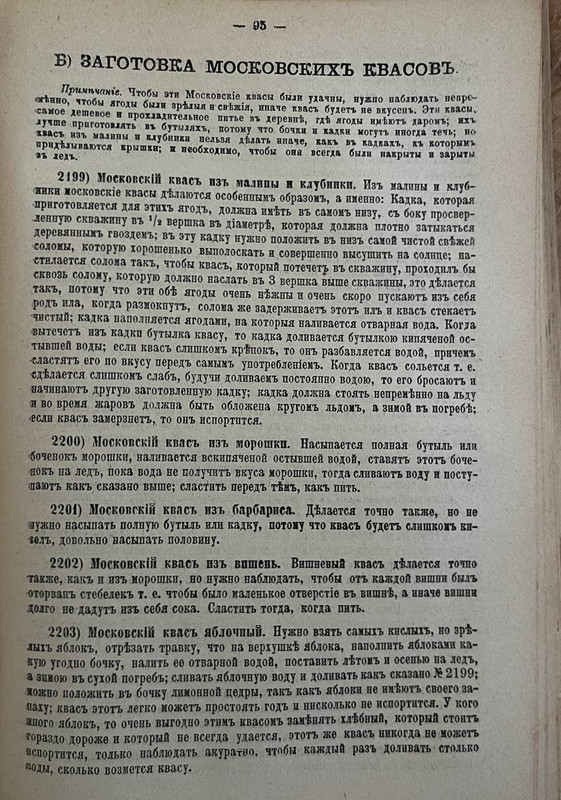 — 95 —
Б) ЗАГОТОВКА МОСКОВСКИХЪ КВАСОВЪ.
Примѣчаніе. Чтобы эти Московскіе квасы были удачны, нужно наблюдать непре-
мѣнно, чтобы ягоды были зрѣлыя и свѣжія, иначе квасъ будетъ не вкусенъ. Эти квасы,
самое дешевое и прохладительное питье въ деревнѣ, гдѣ ягоды имѣютъ даромъ; ихъ
лучше приготовлять въ бутыляхъ, потому что бочки и кадки могутъ иногда течь; но
квасъ изъ малины и клубники нельзя дѣлать иначе, какъ въ кадкахъ, къ которымъ
придѣлываются крышки; и необходимо, чтобы они всегда были накрыты и зарыты
въ ледъ.
2199) Московскій квасъ изъ малины и клубники. Изъ малины и клуб-
ники московскіе квасы дѣлаются особеннымъ образомъ, а именно: Кадка, которая
приготовляется для этихъ ягодъ, должна имѣть въ самомъ низу, съ боку просвер-
ленную скважину въ 1/2 вершка въ діаметрѣ, которая должна плотно затыкаться
деревяннымъ гвоздемъ; въ эту кадку нужно положить въ низъ самой чистой свѣжей
соломы, которую хорошенько выполоскать и совершенно высушить на солнце; на-
стилается солома такъ, чтобы квасъ, который потечетъ въ скважину, проходилъ бы
сквозь солому, которую должно наслать въ 3 вершка выше скважины, это дѣлается
такъ, потому что эти обѣ ягоды очень нѣжны и очень скоро пускаютъ изъ себя
родъ ила, когда размокнутъ, солома же задерживаетъ этотъ илъ и квасъ стекаетъ
чистый; кадка наполняется ягодами, на которыя наливается отварная вода. Когда
вытечетъ изъ кадки бутылка квасу, то кадка доливается бутылкою кипяченой ос-
тывшей воды; если квасъ слишкомъ крѣпокъ, то онъ разбавляется водой, причемъ
сластятъ его по вкусу передъ самымъ употребленіемъ. Когда квасъ сольется т. е.
сдѣлается слишкомъ слабъ, будучи доливаемъ постоянно водою, то его бросаютъ и
начинаютъ другую заготовленную кадку; кадка должна стоять непремѣнно на льду
и во время жаровъ должна быть обложена кругомъ льдомъ, а зимой въ погребѣ;
если квасъ замерзнетъ, то онъ испортится.
2200) Московскій квасъ изъ морошки. Насыпается полная бутыль или
боченокъ морошки, наливается вскипяченой остывшей водой, ставятъ этотъ боче-
нокъ на ледъ, пока вода не получитъ вкуса морошки, тогда сливаютъ воду и посту-
паютъ какъ сказано выше; сластить передъ тѣмъ, какъ пить.
2201) Московскій квасъ изъ барбариса. Дѣлается точно также, но не
нужно насыпать полную бутыль или кадку, потому что квасъ будетъ слишкомъ ки-
селъ, довольно насыпать половину.
2202) Московскій квасъ изъ вишень. Вишневый квасъ дѣлается точно
также, какъ и изъ морошки, но нужно наблюдать, чтобы отъ каждой вишни былъ
оторванъ стебелекъ т. е. чтобы было маленькое отверстіе въ вишнѣ, а иначе вишни
долго не дадутъ изъ себя сока. Сластить тогда, когда пить.
2203) Московскій квасъ яблочный. Нужно взять самыхъ кислыхъ, но зрѣ-
лыхъ яблокъ, отрѣзать травку, что на верхушкѣ яблока, наполнить яблоками ка-
кую угодно бочку, налить ее отварной водой, поставить лѣтомъ и осенью на ледъ,
а зимою въ сухой погребъ; сливать яблочную воду и доливать какъ сказано № 2199;
можно положить въ бочку лимонной цедры, такъ какъ яблоки не имѣютъ своего за-
паху; квасъ этотъ легко можетъ простоять годъ и нисколько не испортится. У кого
много яблокъ, то очень выгодно этимъ квасомъ замѣнять хлѣбный, который стоитъ
гораздо дороже и который не всегда удается, этотъ же квасъ никогда не можетъ
испортится, только наблюдать акуратно, чтобы каждый разъ доливать столько
воды, сколько возмется квасу.